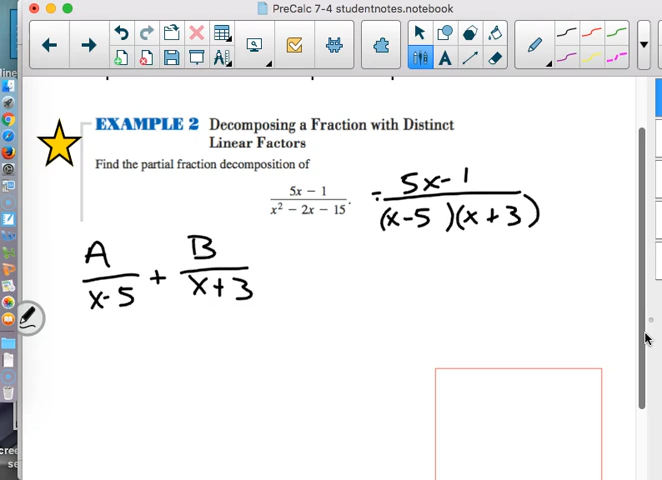 PreCalc 7-4 studentnotes.notebook
EXAMPLE 2 Decomposing a Fraction with Distinct
Linear Factors
Find the partial fraction decomposition of
5x − 1
x² − 2x − 15
.
= 5x - 1
(x-5)(x+3)
A
x-5
+
B
x+3